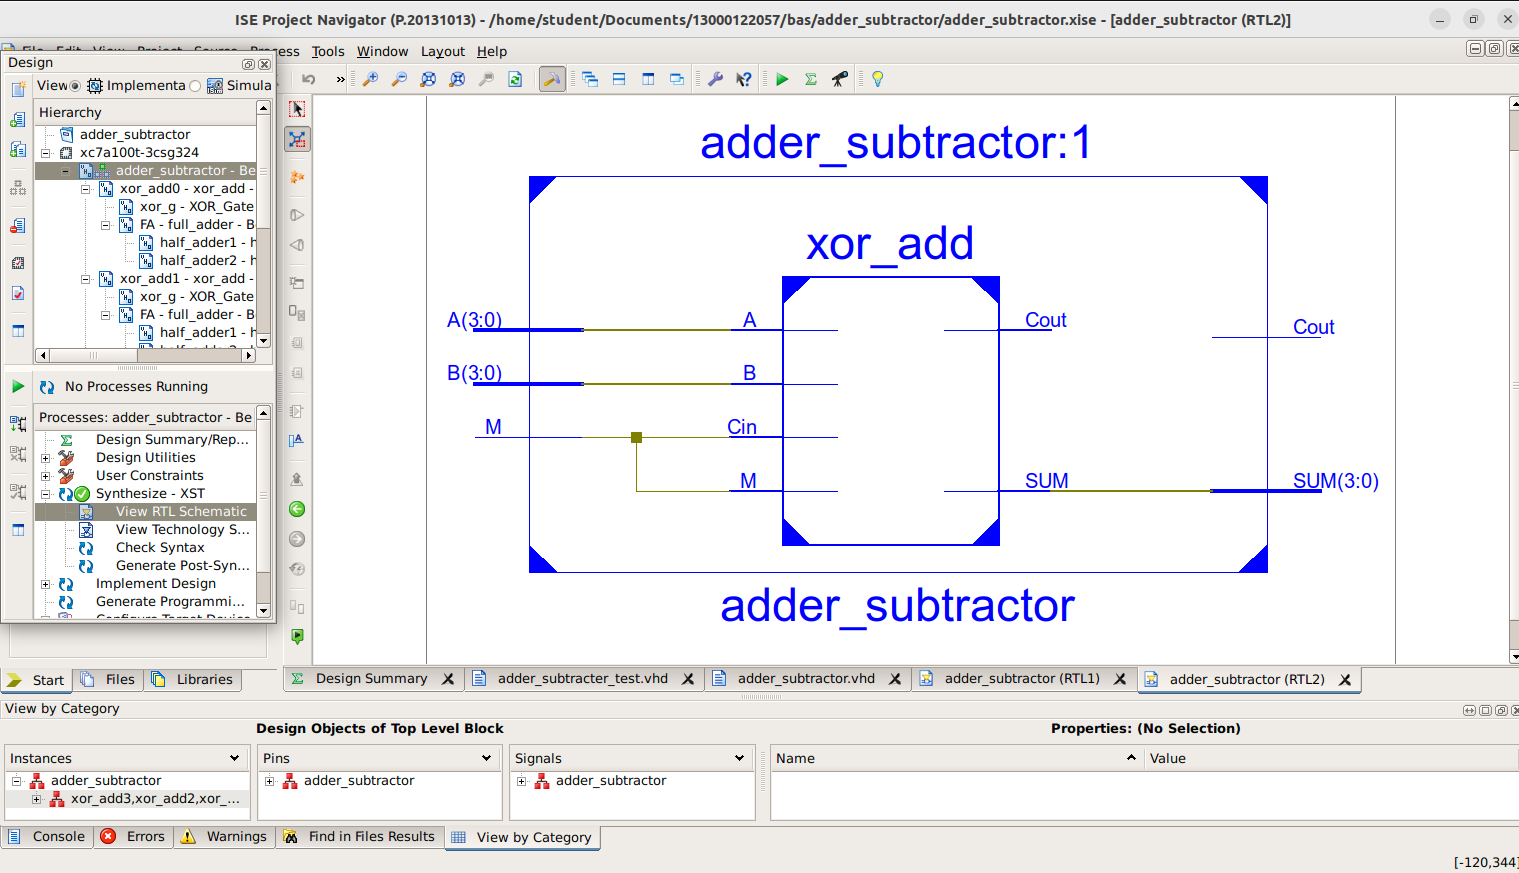 ISE Project Navigator (P.20131013) - /home/student/Documents/13000122057/bas/adder_subtractor/adder_subtractor.xise - [adder_subtractor (RTL2)]
File Edit View Project Source Process Tools Window Layout Help
Design
View Implementa Simula
Hierarchy
adder_subtractor
xc7a100t-3csg324
adder_subtractor - Be
xor_add0 - xor_add -
xor_g - XOR_Gate
FA - full_adder - B
half_adder1 - h
half_adder2 - h
xor_add1 - xor_add -
xor_g - XOR_Gate
FA - full_adder - B
half_adder1 - h
No Processes Running
Processes: adder_subtractor - Be
Design Summary/Rep...
Design Utilities
User Constraints
Synthesize - XST
View RTL Schematic
View Technology S...
Check Syntax
Generate Post-Syn...
Implement Design
Generate Programmi...
Configure Target Device
Start Files Libraries
adder_subtractor:1
xor_add
A(3:0) A Cout Cout
B(3:0) B
M Cin
M SUM SUM(3:0)
adder_subtractor
Design Summary adder_subtracter_test.vhd adder_subtractor.vhd adder_subtractor (RTL1) adder_subtractor (RTL2)
View by Category
Design Objects of Top Level Block Properties: (No Selection)
Instances Pins Signals Name Value
adder_subtractor adder_subtractor adder_subtractor
xor_add3,xor_add2,xor_...
Console Errors Warnings Find in Files Results View by Category
[-120,344]